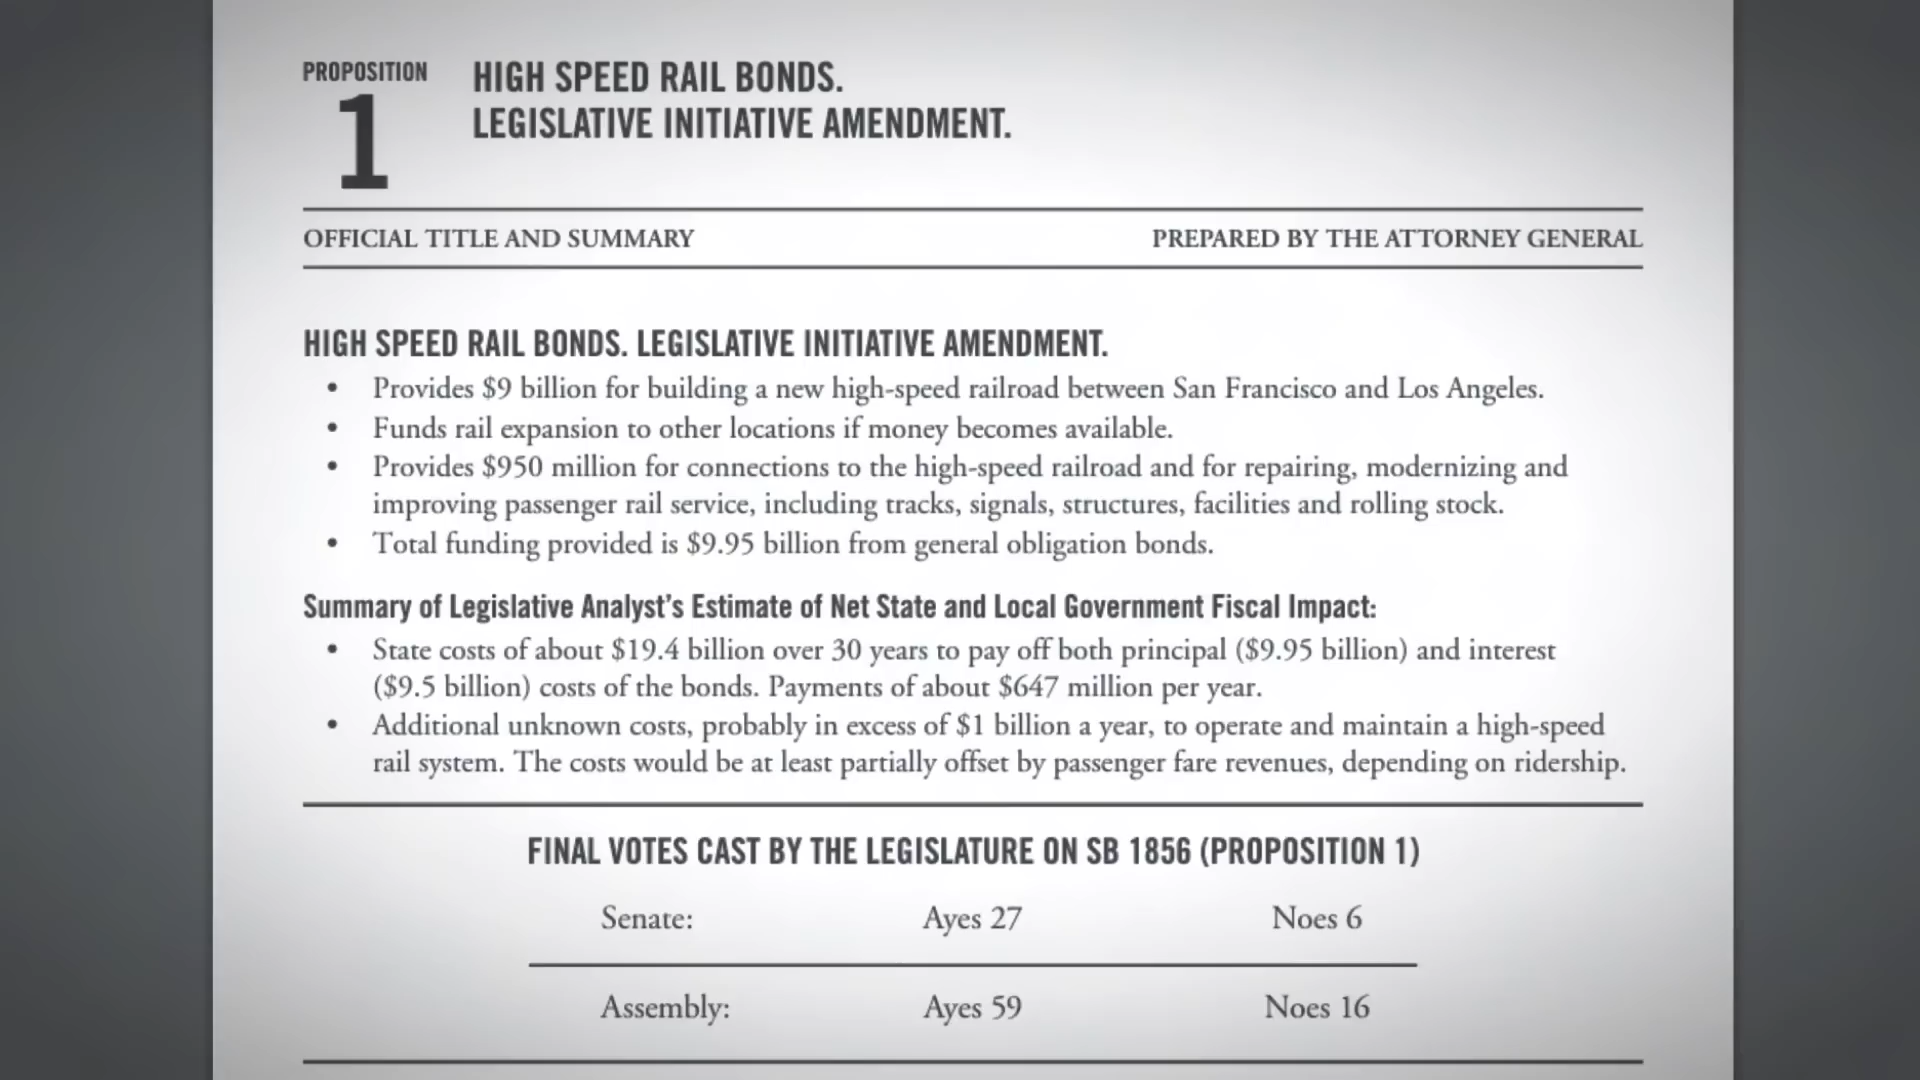 PROPOSITION
1
HIGH SPEED RAIL BONDS.
LEGISLATIVE INITIATIVE AMENDMENT.
OFFICIAL TITLE AND SUMMARY
PREPARED BY THE ATTORNEY GENERAL
HIGH SPEED RAIL BONDS. LEGISLATIVE INITIATIVE AMENDMENT.
• Provides $9 billion for building a new high-speed railroad between San Francisco and Los Angeles.
• Funds rail expansion to other locations if money becomes available.
• Provides $950 million for connections to the high-speed railroad and for repairing, modernizing and
improving passenger rail service, including tracks, signals, structures, facilities and rolling stock.
• Total funding provided is $9.95 billion from general obligation bonds.
Summary of Legislative Analyst’s Estimate of Net State and Local Government Fiscal Impact:
• State costs of about $19.4 billion over 30 years to pay off both principal ($9.95 billion) and interest
($9.5 billion) costs of the bonds. Payments of about $647 million per year.
• Additional unknown costs, probably in excess of $1 billion a year, to operate and maintain a high-speed
rail system. The costs would be at least partially offset by passenger fare revenues, depending on ridership.
FINAL VOTES CAST BY THE LEGISLATURE ON SB 1856 (PROPOSITION 1)
Senate: Ayes 27 Noes 6
Assembly: Ayes 59 Noes 16